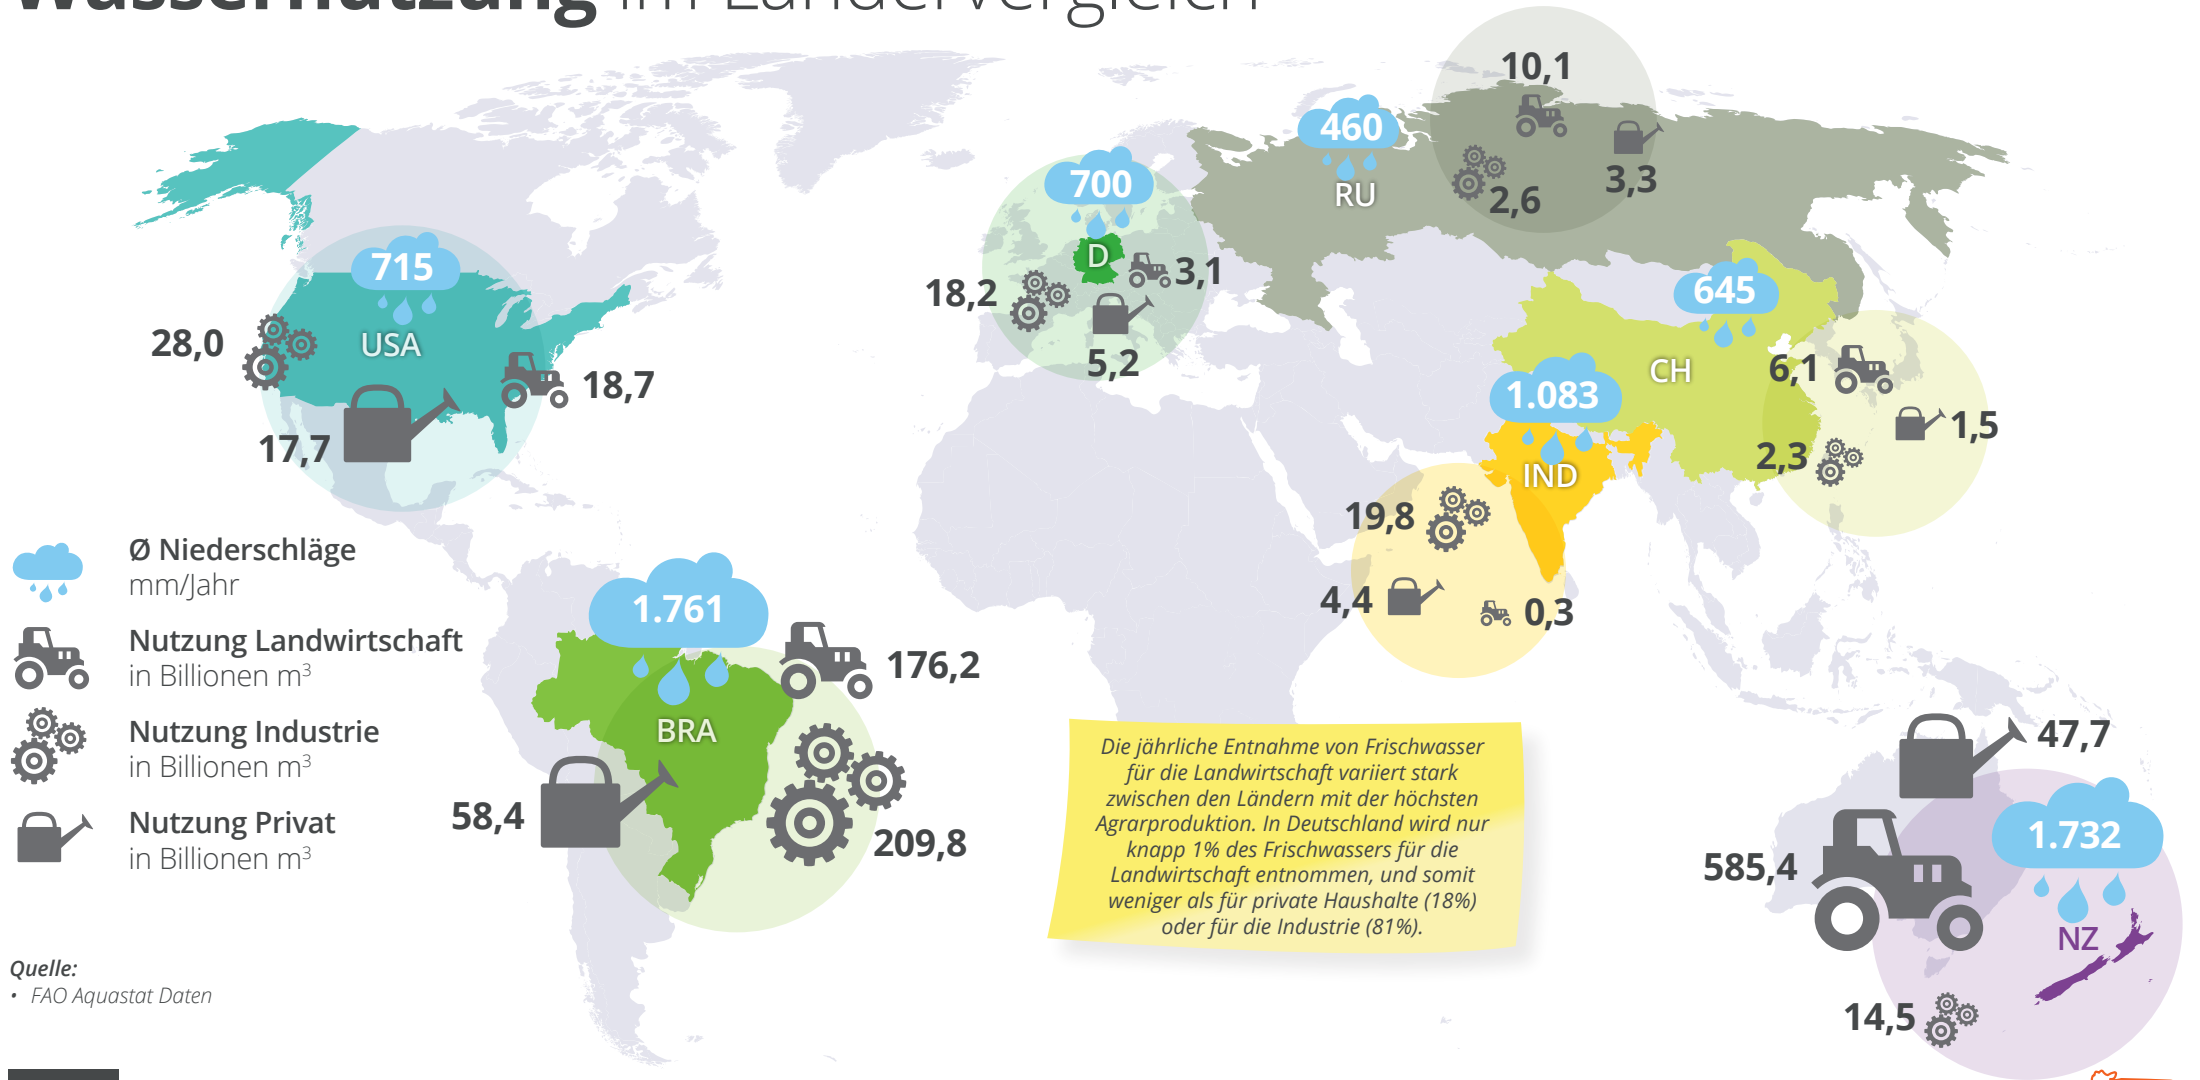 Wassernutzung im Ländervergleich
10,1
460
RU
2,6
3,3
700
D
3,1
18,2
5,2
715
USA
28,0
18,7
17,7
645
CH
6,1
1,5
2,3
1.083
IND
19,8
4,4
0,3
Ø Niederschläge
mm/Jahr
Nutzung Landwirtschaft
in Billionen m³
Nutzung Industrie
in Billionen m³
Nutzung Privat
in Billionen m³
1.761
BRA
176,2
58,4
209,8
Die jährliche Entnahme von Frischwasser
für die Landwirtschaft variiert stark
zwischen den Ländern mit der höchsten
Agrarproduktion. In Deutschland wird nur
knapp 1% des Frischwassers für die
Landwirtschaft entnommen, und somit
weniger als für private Haushalte (18%)
oder für die Industrie (81%).
47,7
1.732
585,4
NZ
14,5
Quelle:
• FAO Aquastat Daten